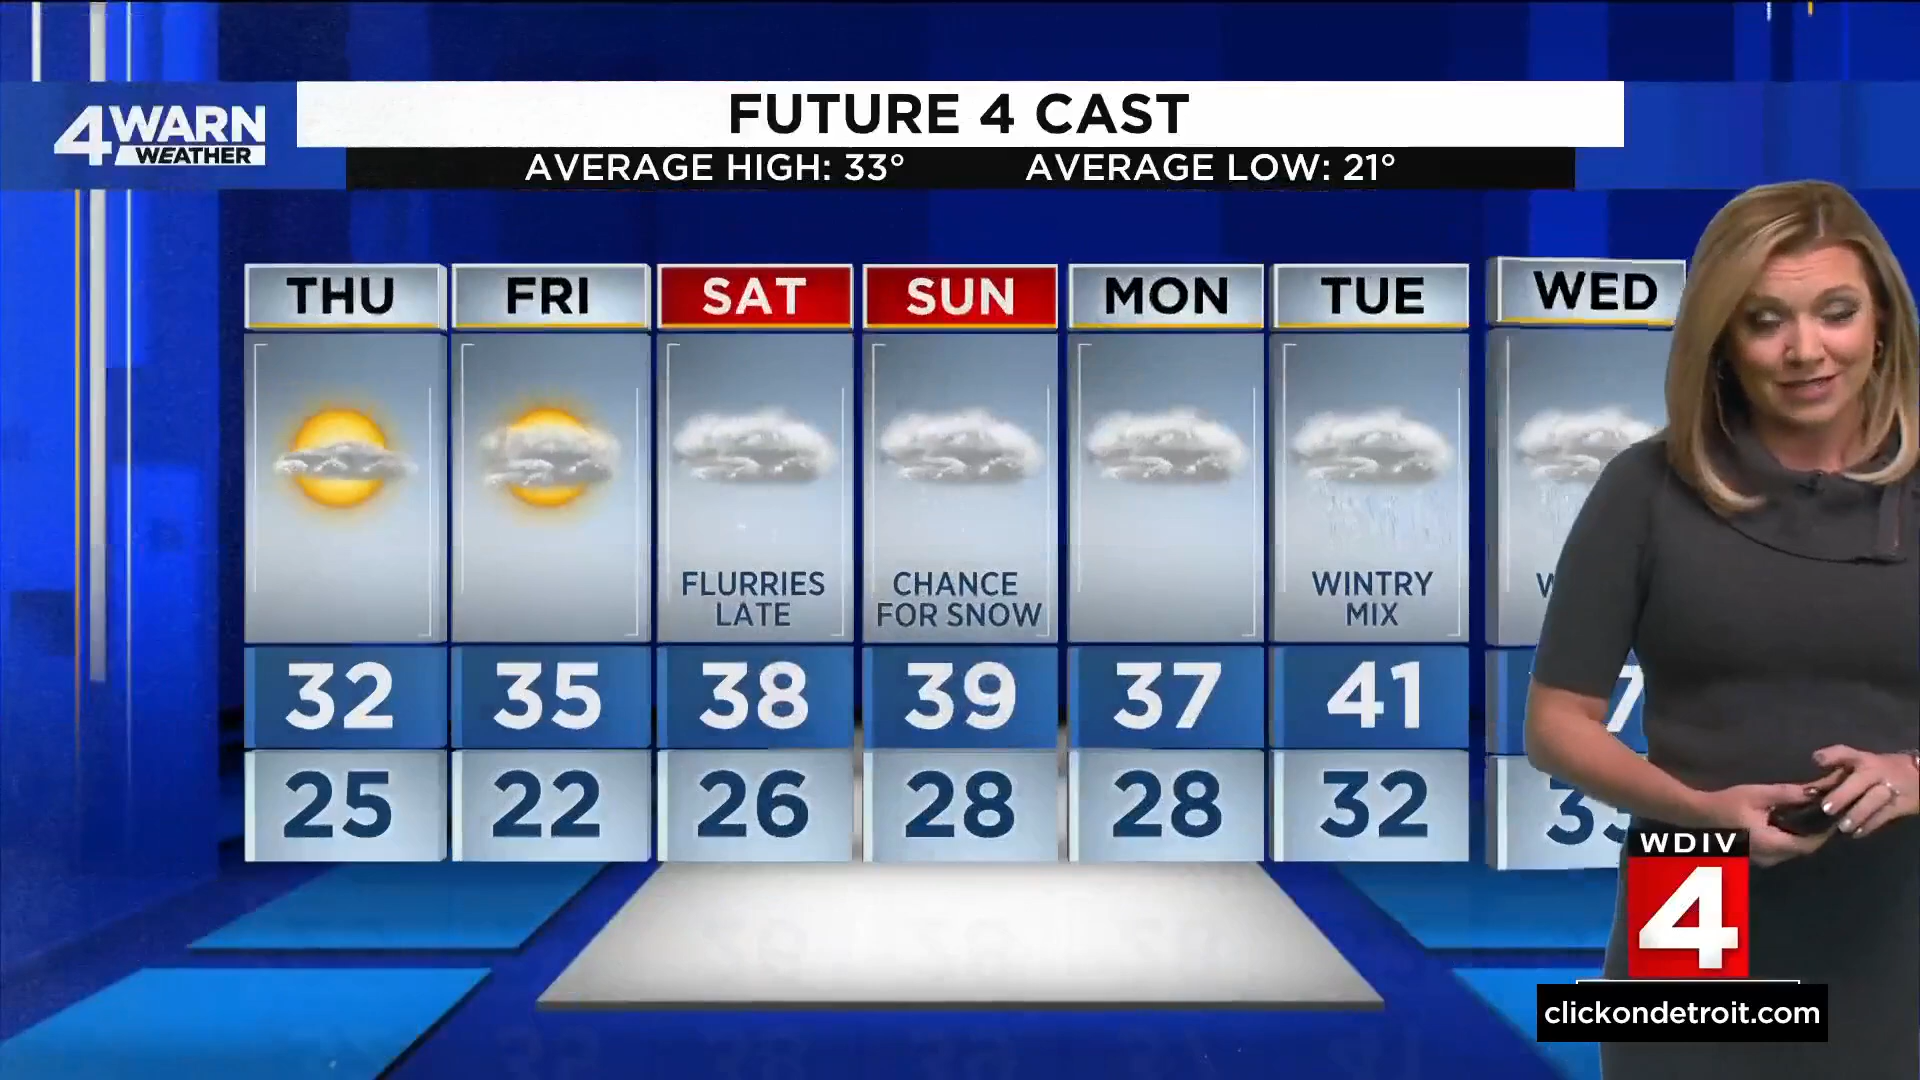 FUTURE 4 CAST
4WARN
WEATHER
AVERAGE HIGH: 33° AVERAGE LOW: 21°
THU FRI SAT SUN MON TUE WED
FLURRIES LATE
CHANCE FOR SNOW
WINTRY MIX
32 35 38 39 37 41
25 22 26 28 28 32
WDIV
4
clickondetroit.com